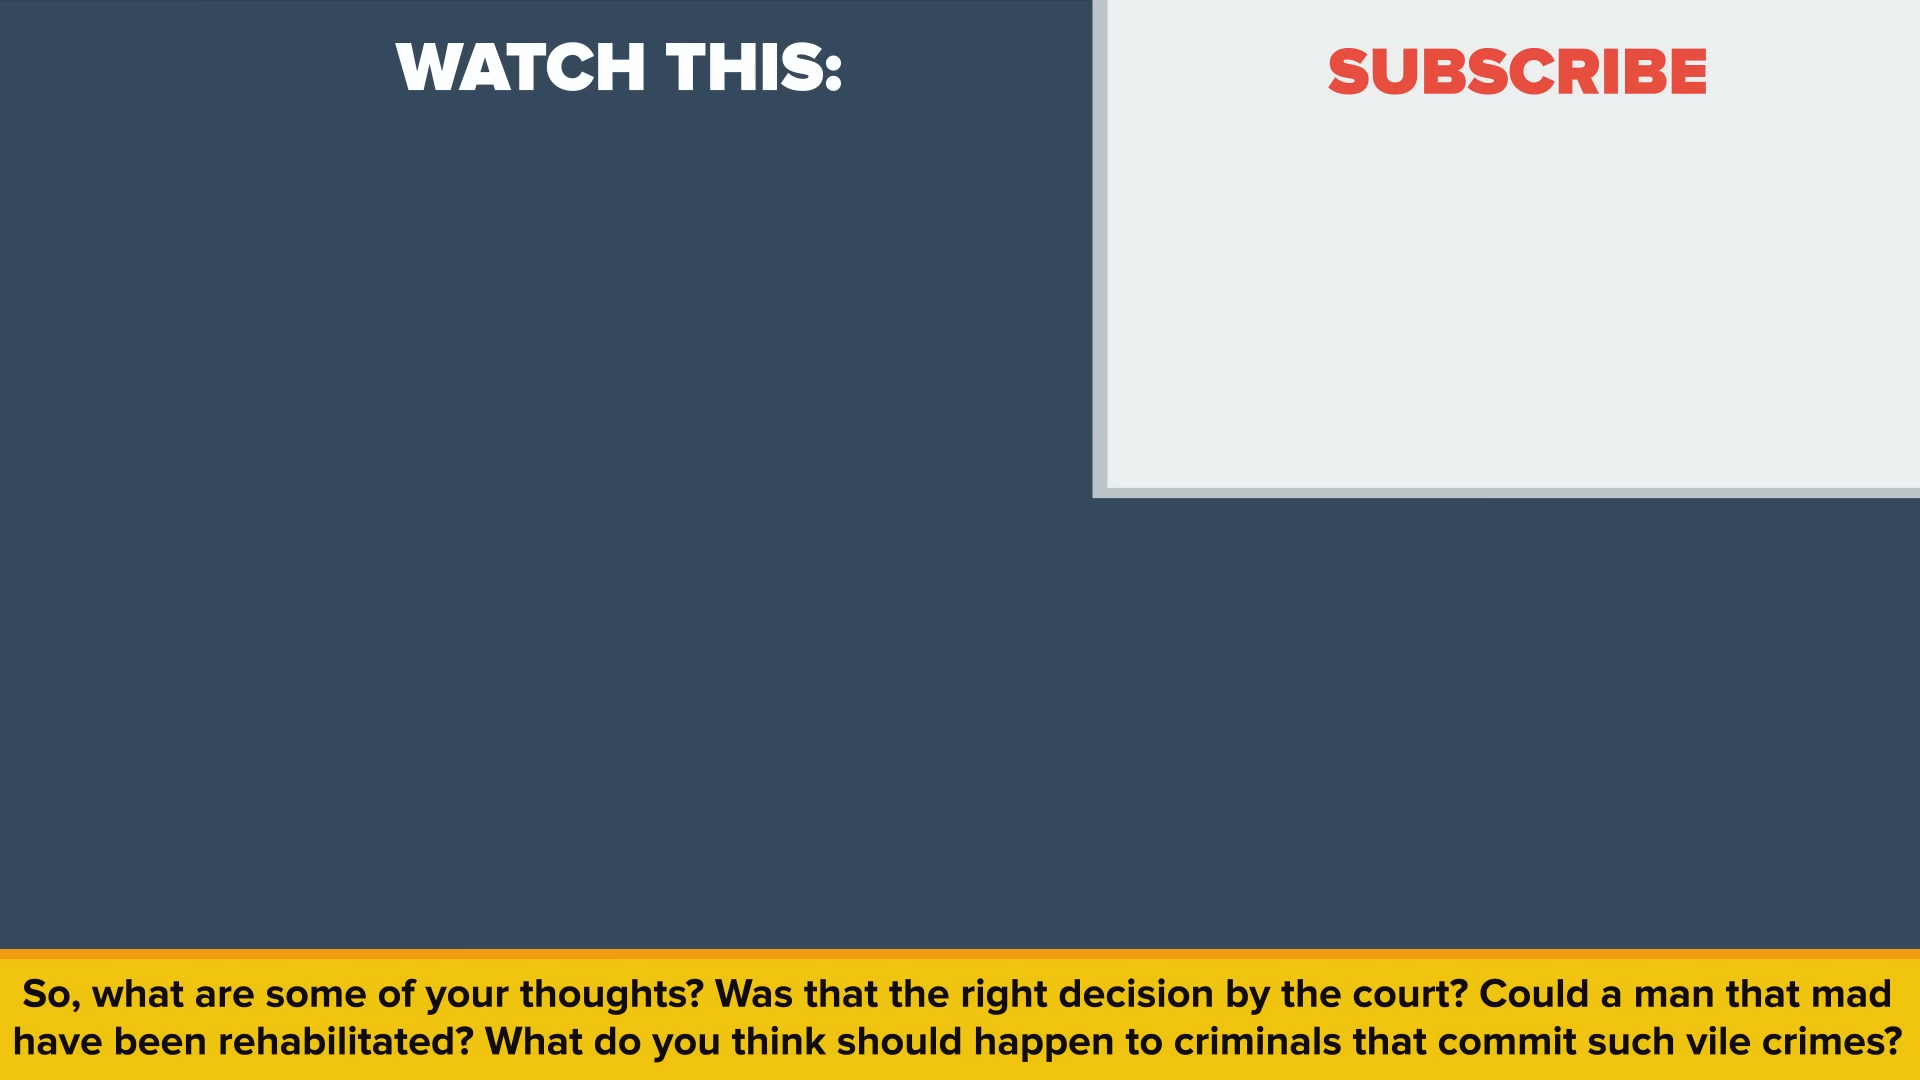 WATCH THIS:
SUBSCRIBE
So, what are some of your thoughts? Was that the right decision by the court? Could a man that mad
have been rehabilitated? What do you think should happen to criminals that commit such vile crimes?